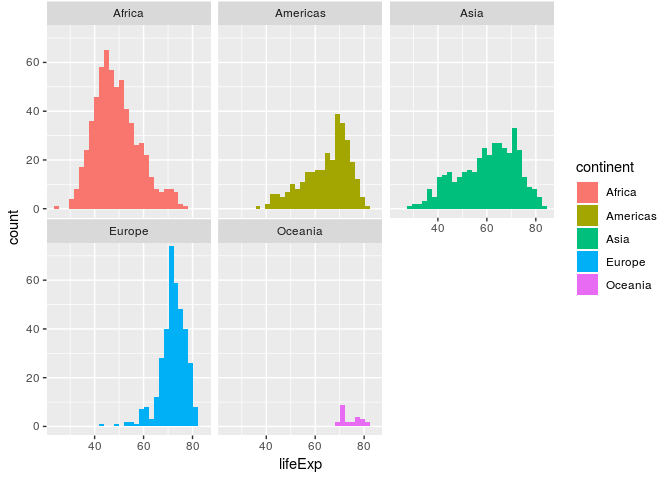 Africa
Americas
Asia
60
40
20
0
40
60
80
Europe
Oceania
60
40
20
0
40
60
80
40
60
80
count
lifeExp
continent
Africa
Americas
Asia
Europe
Oceania